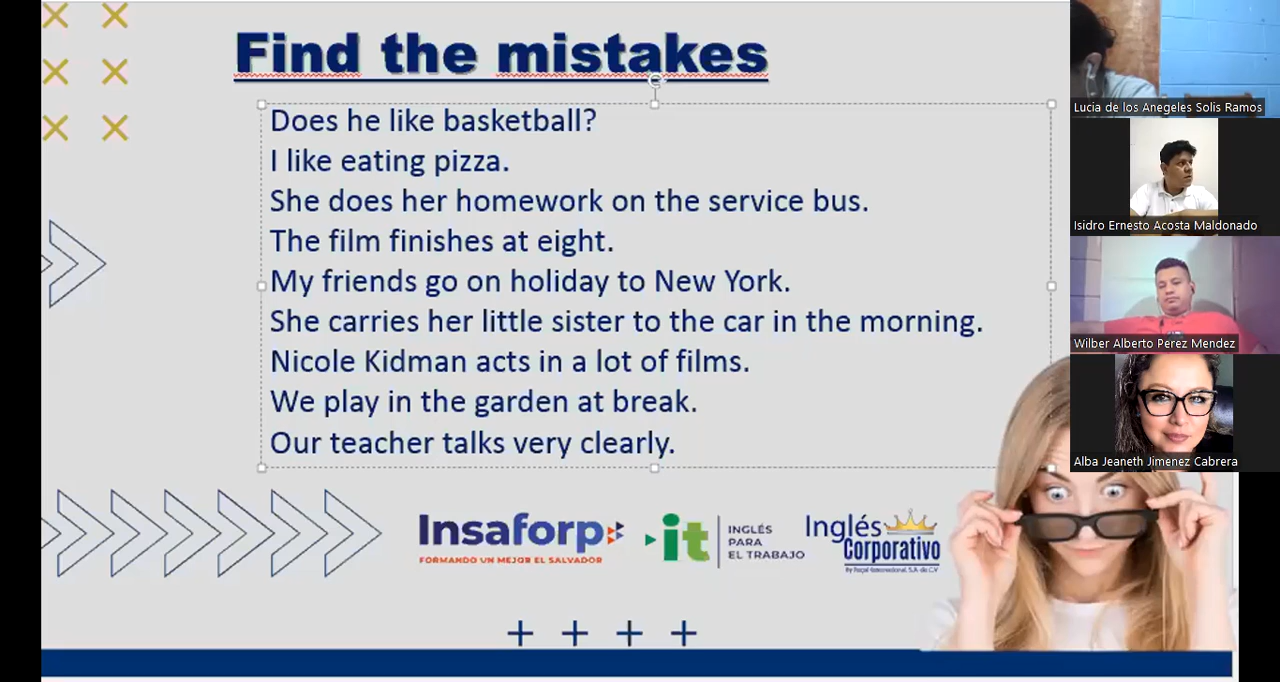 Find the mistakes
Does he like basketball?
I like eating pizza.
She does her homework on the service bus.
The film finishes at eight.
My friends go on holiday to New York.
She carries her little sister to the car in the morning.
Nicole Kidman acts in a lot of films.
We play in the garden at break.
Our teacher talks very clearly.
Insaforp
FORMANDO UN MEJOR EL SALVADOR
it
INGLÉS
PARA
EL TRABAJO
Inglés
Corporativo
Lucia de los Anegeles Solis Ramos
Isidro Ernesto Acosta Maldonado
Wilber Alberto Perez Mendez
Alba Jeaneth Jimenez Cabrera